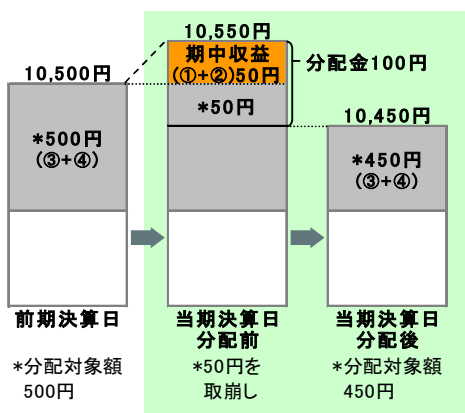 10,550円
期中収益
(①+②)50円
分配金100円
10,500円
*50円
10,450円
*500円
(③+④)
*450円
(③+④)
前期決算日
当期決算日
分配前
当期決算日
分配後
*分配対象額
500円
*50円を
取崩し
*分配対象額
450円